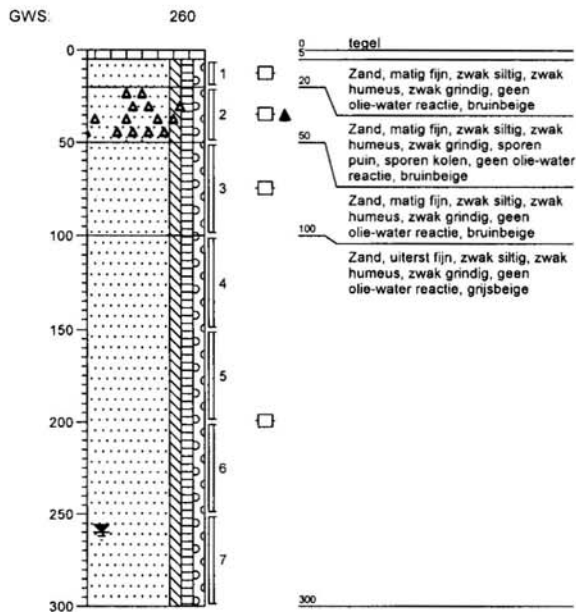 GWS: 260
0
50
100
150
200
250
300
1
2
3
4
5
6
7
0 tegel
5
Zand, matig fijn, zwak siltig, zwak
humeus, zwak grindig, geen
olie-water reactie, bruinbeige
20
Zand, matig fijn, zwak siltig, zwak
humeus, zwak grindig, sporen
puin, sporen kolen, geen olie-water
reactie, bruinbeige
50
Zand, matig fijn, zwak siltig, zwak
humeus, zwak grindig, geen
olie-water reactie, bruinbeige
100
Zand, uiterst fijn, zwak siltig, zwak
humeus, zwak grindig, geen
olie-water reactie, grijsbeige
300